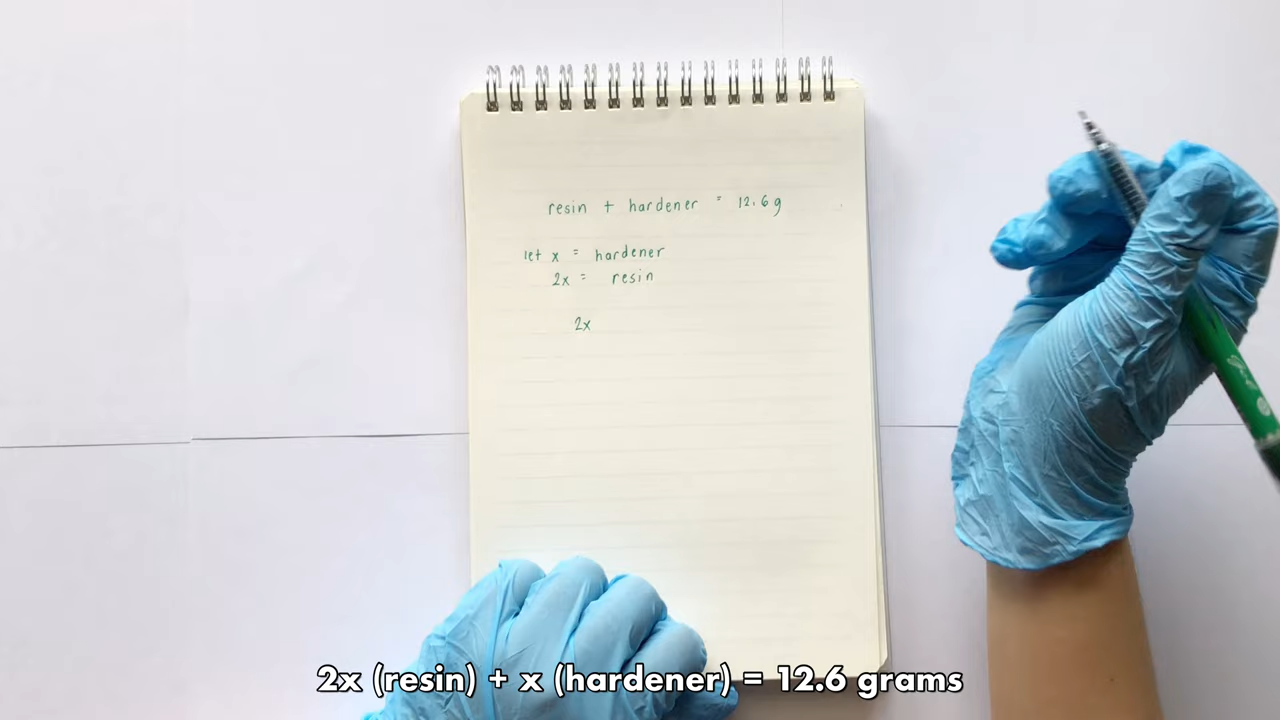 resin + hardener = 12.6g
let x = hardener
2x = resin
2x
2x (resin) + x (hardener) = 12.6 grams